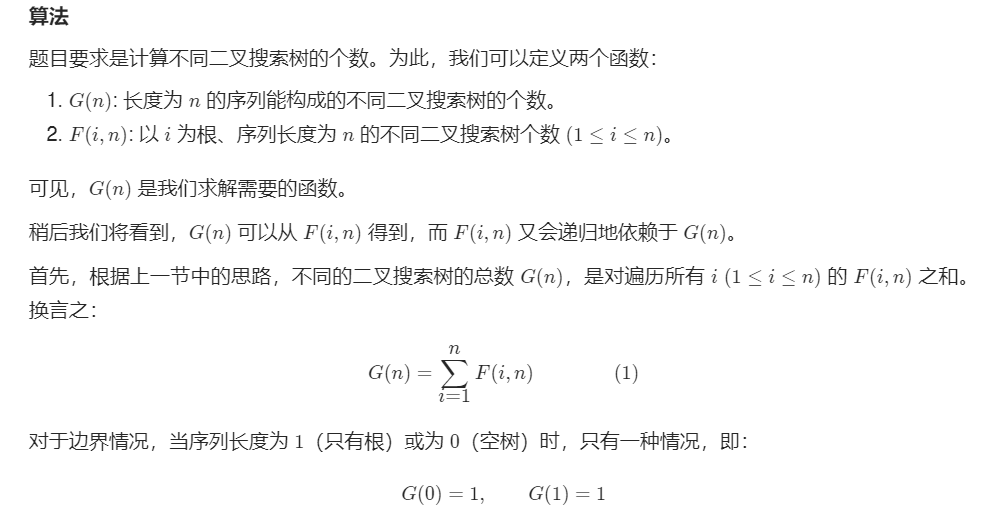 算法
题目要求是计算不同二叉搜索树的个数。为此，我们可以定义两个函数：
1. G(n): 长度为 n 的序列能构成的不同二叉搜索树的个数。
2. F(i, n): 以 i 为根、序列长度为 n 的不同二叉搜索树个数 (1 ≤ i ≤ n)。
可见，G(n) 是我们求解需要的函数。
稍后我们将看到，G(n) 可以从 F(i, n) 得到，而 F(i, n) 又会递归地依赖于 G(n)。
首先，根据上一节中的思路，不同的二叉搜索树的总数 G(n)，是对遍历所有 i (1 ≤ i ≤ n) 的 F(i, n) 之和。
换言之：
G(n) = ∑_{i=1}^{n} F(i, n) (1)
对于边界情况，当序列长度为 1（只有根）或为 0（空树）时，只有一种情况，即：
G(0) = 1, G(1) = 1